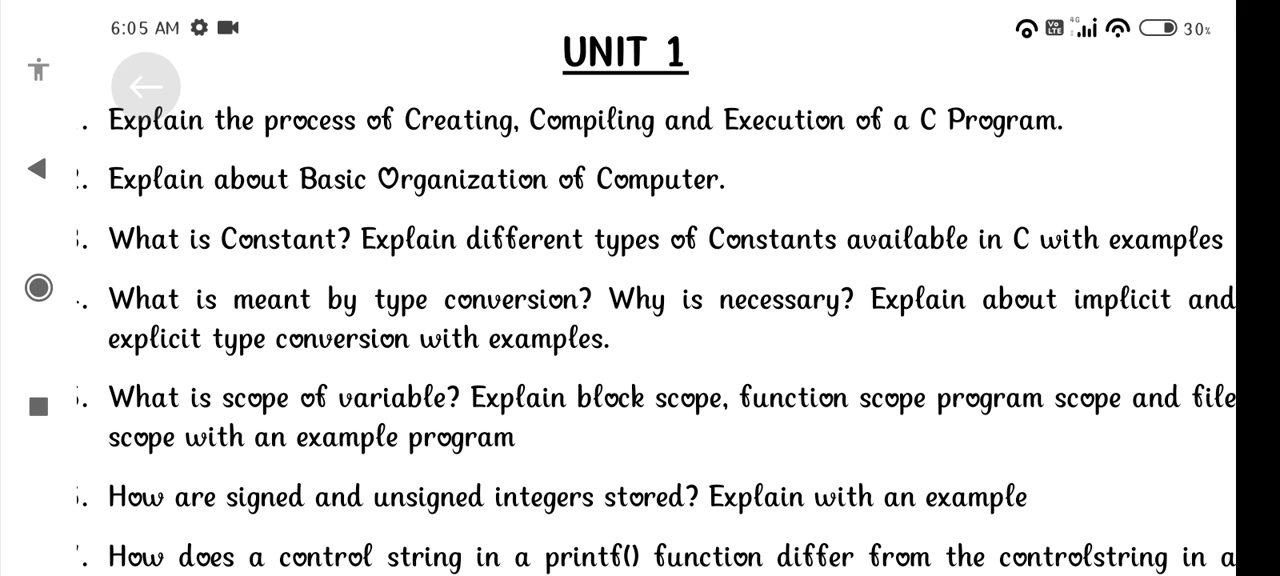 6:05 AM
VO LTE 4G 30%
UNIT 1
. Explain the process of Creating, Compiling and Execution of a C Program.
. Explain about Basic Organization of Computer.
. What is Constant? Explain different types of Constants available in C with examples
. What is meant by type conversion? Why is necessary? Explain about implicit and
explicit type conversion with examples.
. What is scope of variable? Explain block scope, function scope program scope and file
scope with an example program
. How are signed and unsigned integers stored? Explain with an example
. How does a control string in a printf() function differ from the controlstring in a